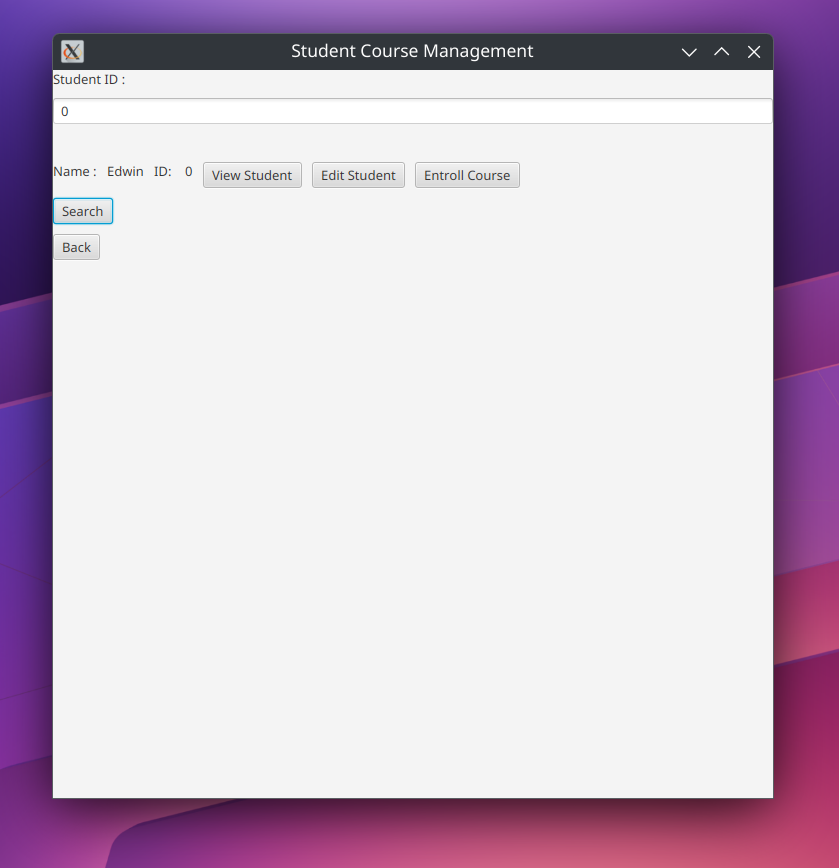 Student Course Management
Student ID :
0
Name : Edwin ID: 0 View Student Edit Student Entroll Course
Search
Back